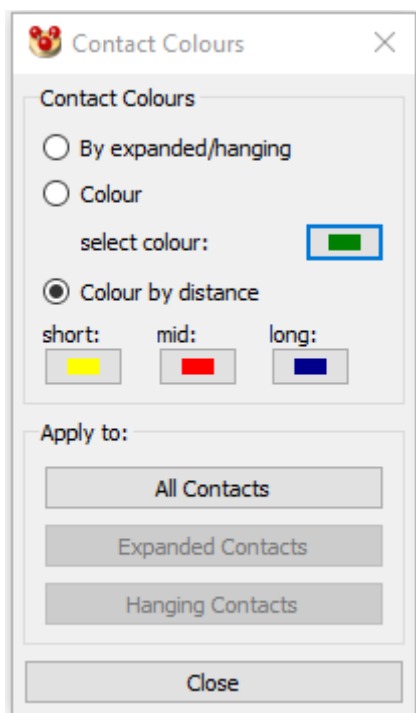 Contact Colours
Contact Colours
By expanded/hanging
Colour
select colour:
Colour by distance
short: mid: long:
Apply to:
All Contacts
Expanded Contacts
Hanging Contacts
Close